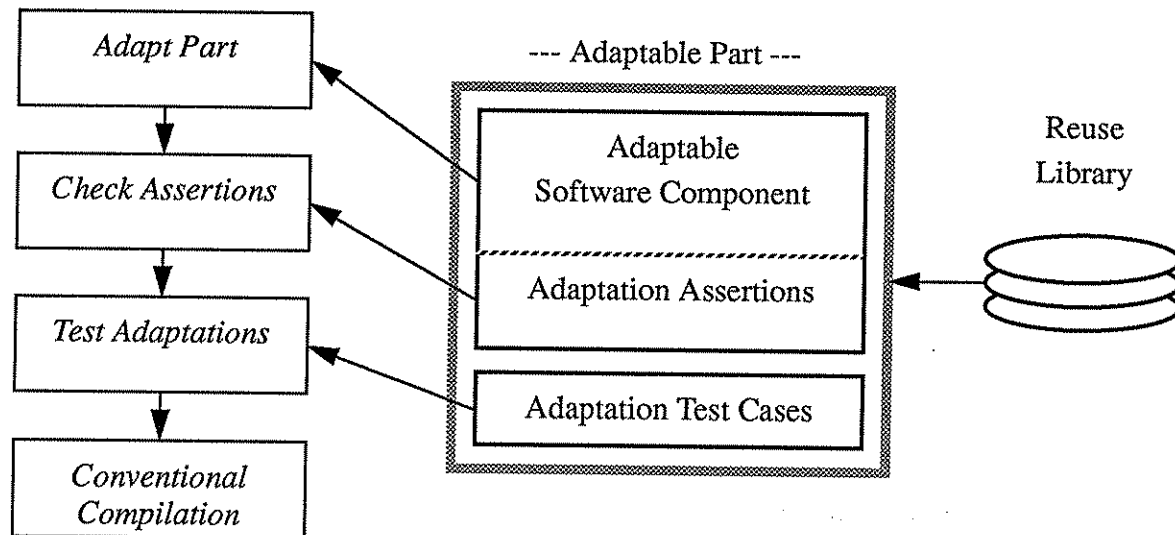 Adapt Part
Check Assertions
Test Adaptations
Conventional
Compilation
--- Adaptable Part ---
Adaptable
Software Component
Adaptation Assertions
Adaptation Test Cases
Reuse
Library